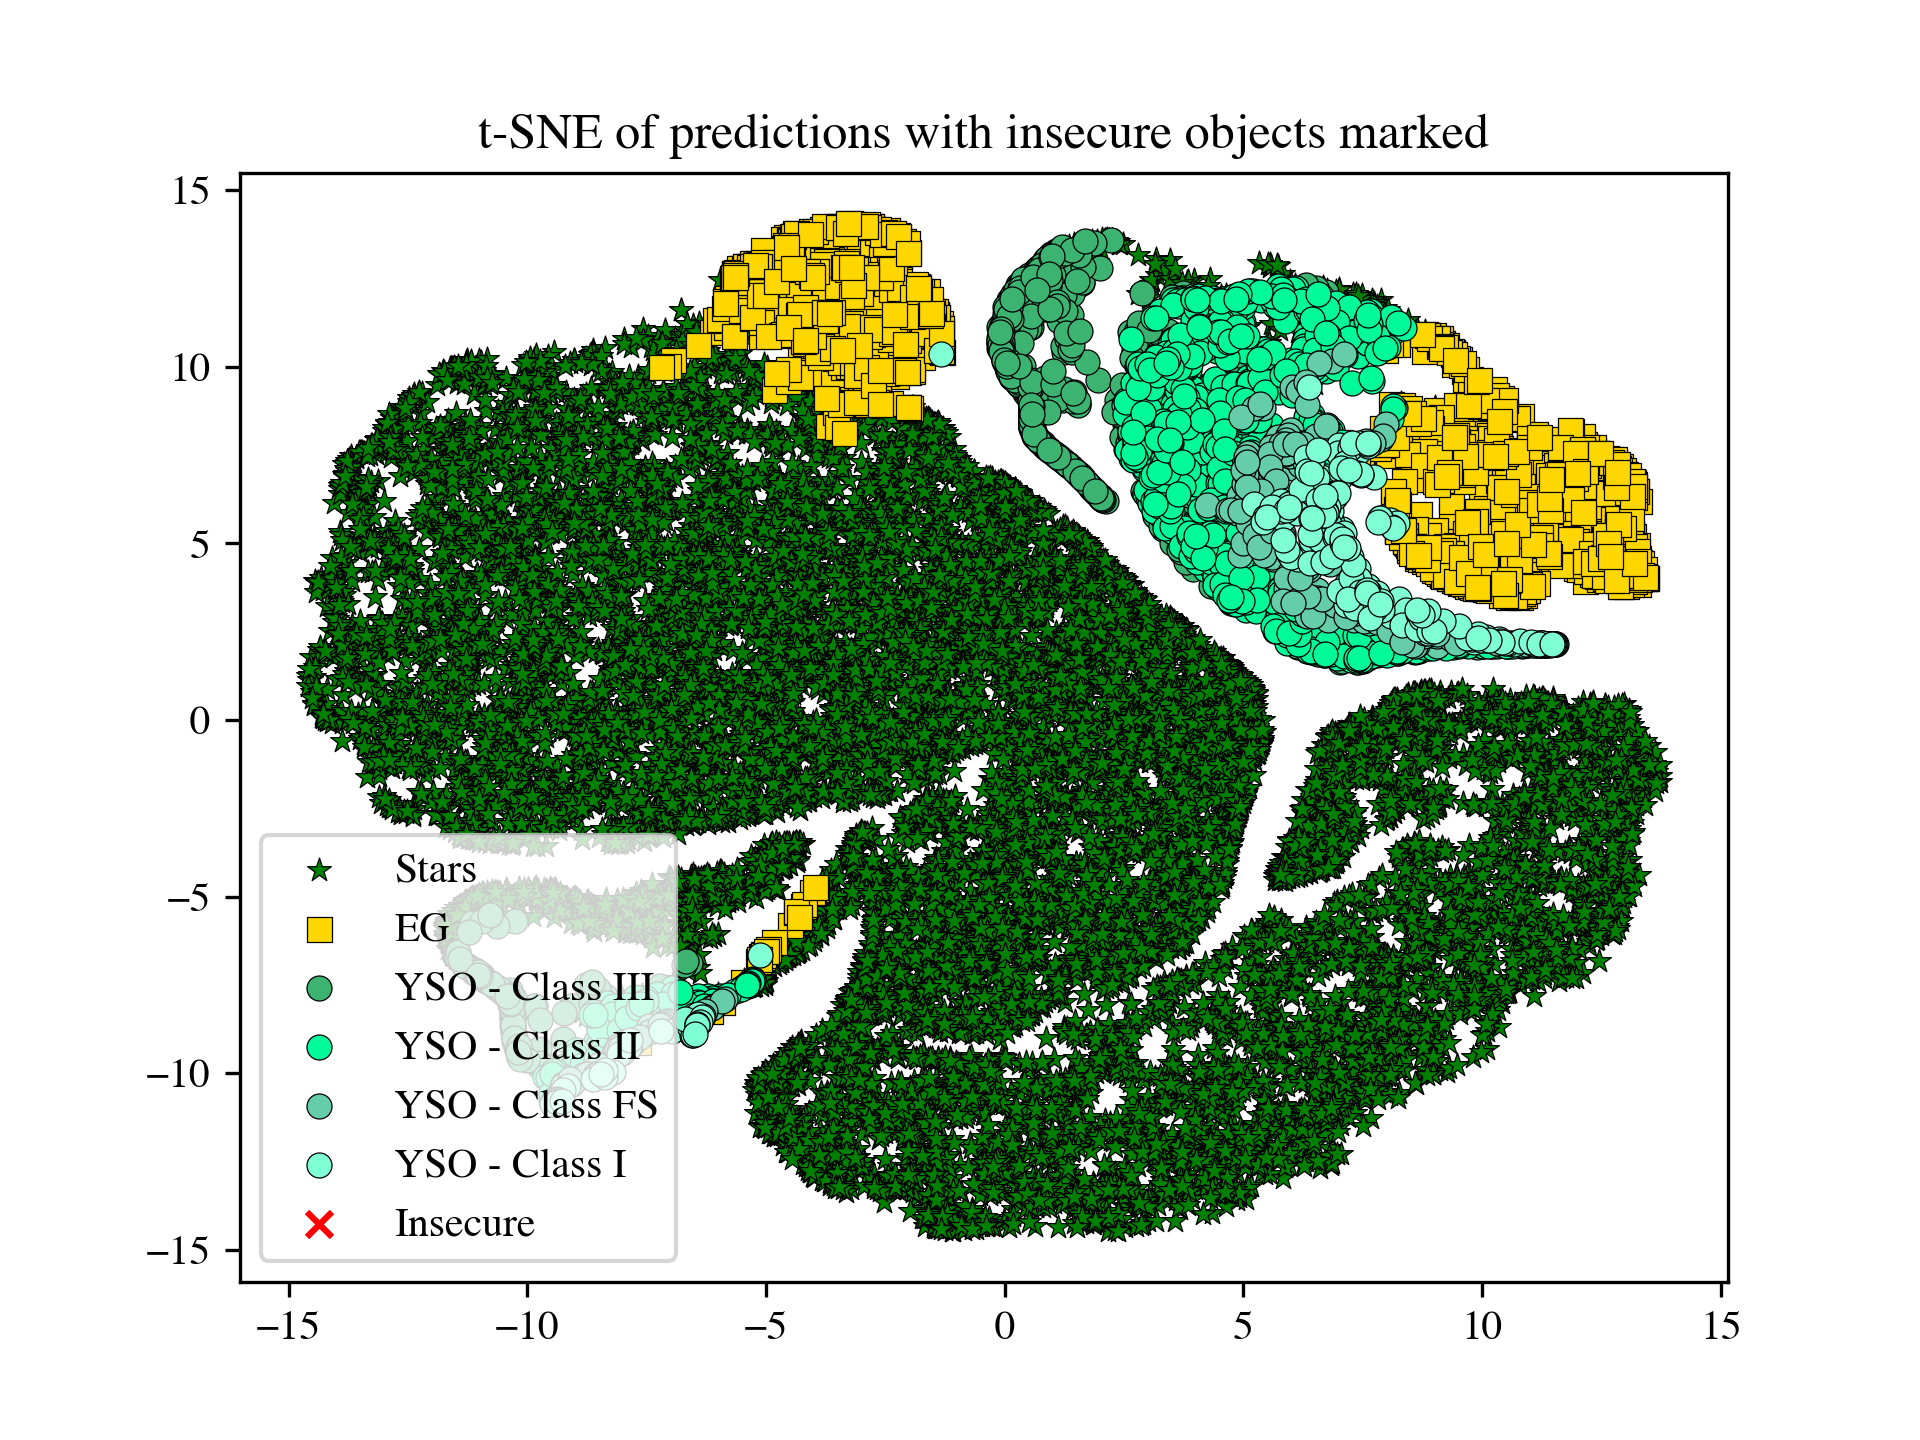 t-SNE of predictions with insecure objects marked
15
10
5
0
−5
−10
−15
Stars
EG
YSO - Class III
YSO - Class II
YSO - Class FS
YSO - Class I
Insecure
−15
−10
−5
0
5
10
15